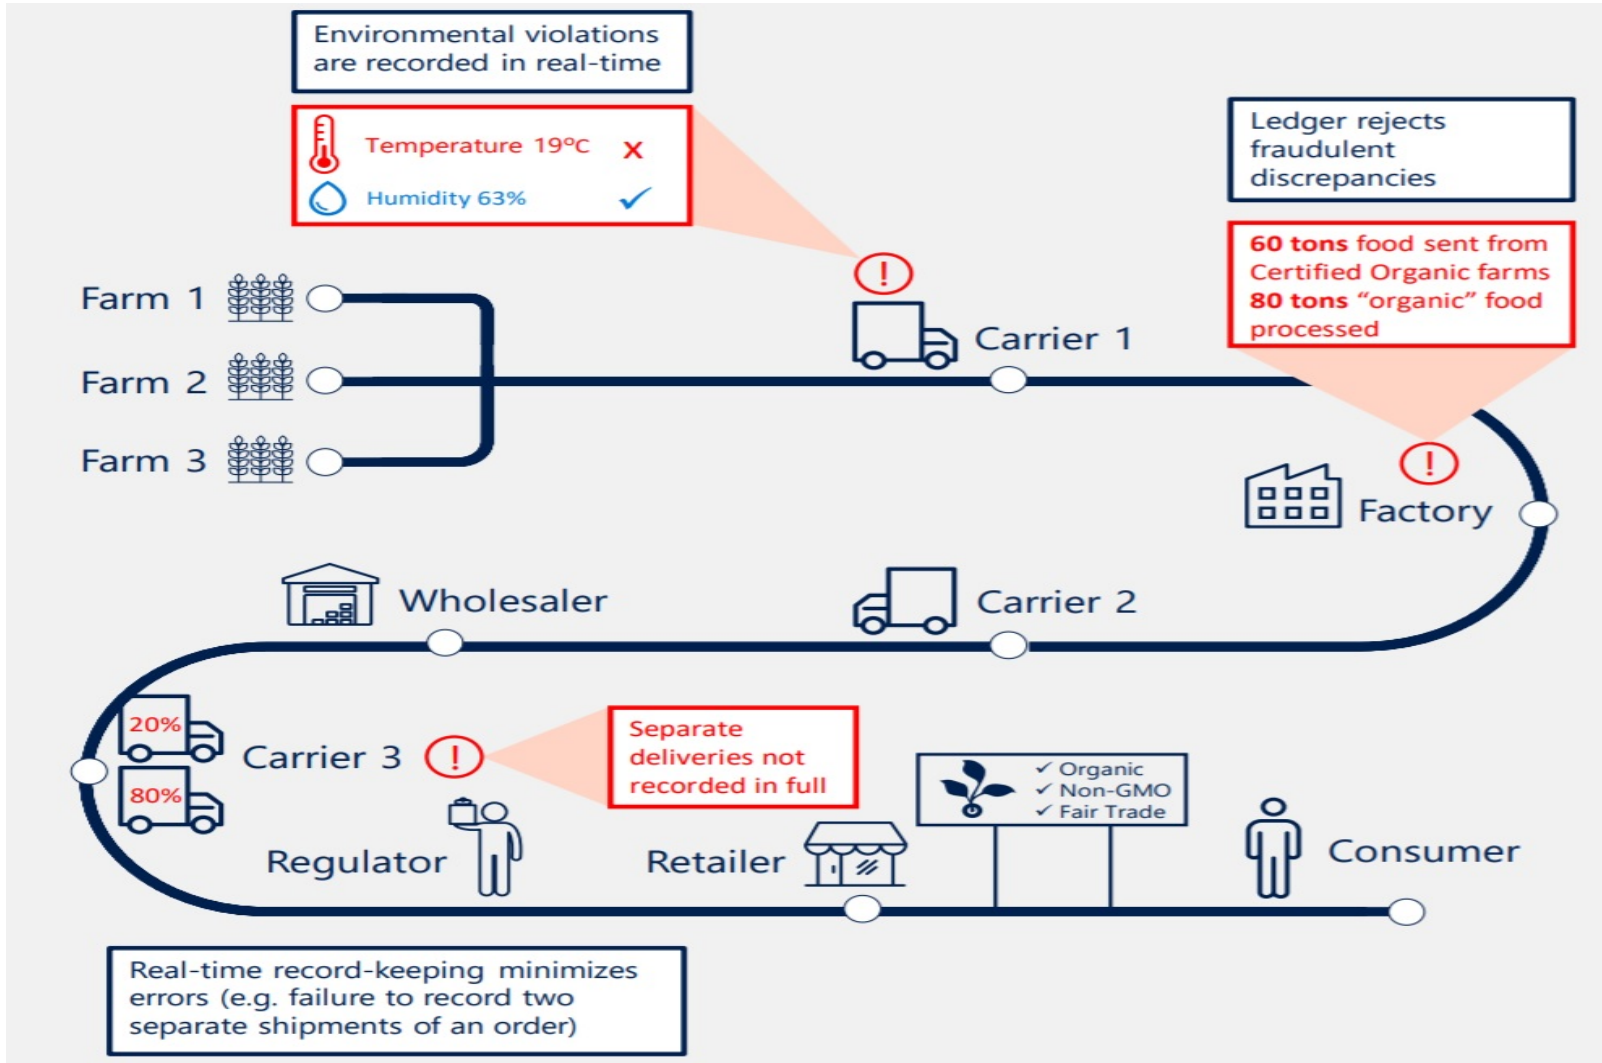 Environmental violations
are recorded in real-time
Temperature 19°C x
Humidity 63% ✓
Ledger rejects
fraudulent
discrepancies
60 tons food sent from
Certified Organic farms
80 tons “organic” food
processed
!
Farm 1
Carrier 1
Farm 2
Farm 3
!
Factory
Wholesaler
Carrier 2
20%
80%
Carrier 3
!
Separate
deliveries not
recorded in full
✓ Organic
✓ Non-GMO
✓ Fair Trade
Regulator
Retailer
Consumer
Real-time record-keeping minimizes
errors (e.g. failure to record two
separate shipments of an order)